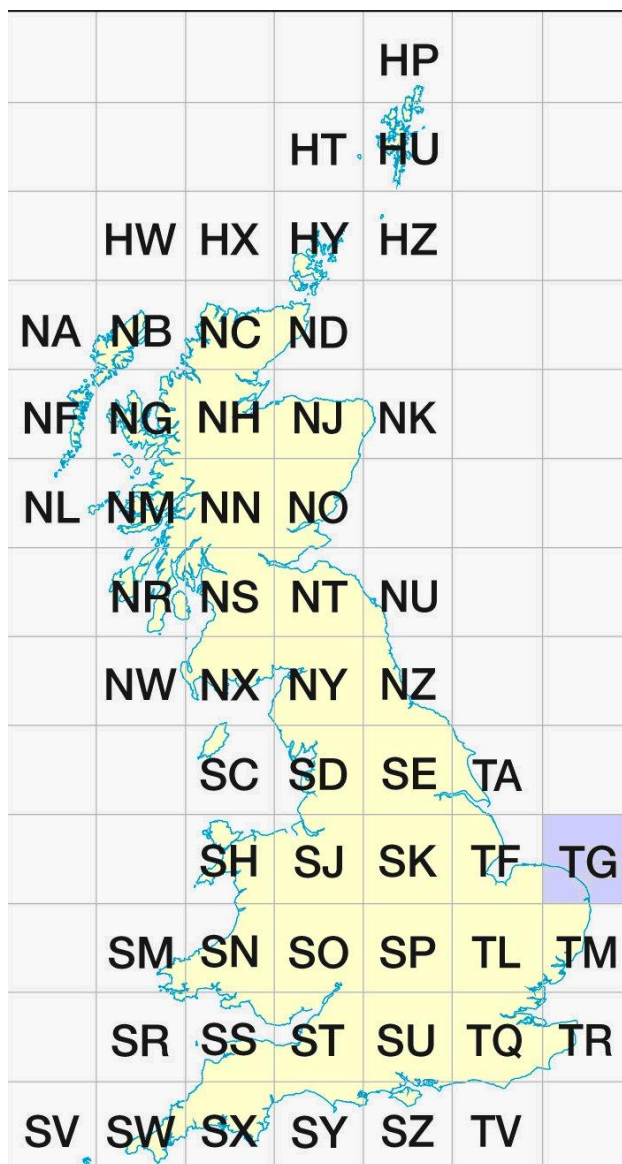 HP
HT HU
HW HX HY HZ
NA NB NC ND
NF NG NH NJ NK
NL NM NN NO
NR NS NT NU
NW NX NY NZ
SC SD SE TA
SH SJ SK TF TG
SM SN SO SP TL TM
SR SS ST SU TQ TR
SV SW SX SY SZ TV